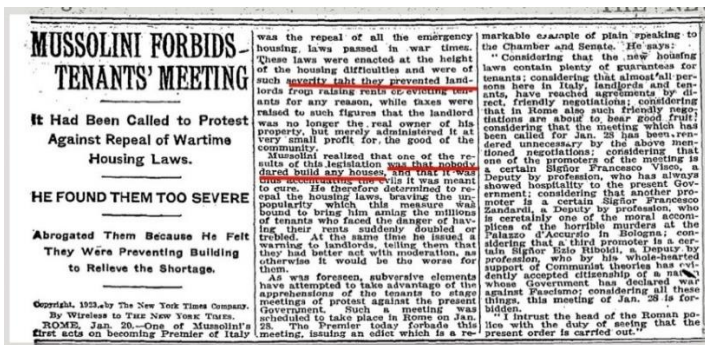 MUSSOLINI FORBIDS
TENANTS' MEETING
It Had Been Called to Protest
Against Repeal of Wartime
Housing Laws.
HE FOUND THEM TOO SEVERE
Abrogated Them Because He Felt
They Were Preventing Building
to Relieve the Shortage.
Copyright, 1923, by The New York Times Company.
By Wireless to THE NEW YORK TIMES.
ROME, Jan. 20.—One of Mussolini's
first acts on becoming Premier of Italy
was the repeal of all the emergency
housing laws passed in war times.
These laws were enacted at the height
of the housing difficulties and were of
such severity taht they prevented land-
lords from raising rents or evicting ten-
ants for any reason, while taxes were
raised to such figures that the landlord
was no longer the real owner of his
property, but merely administered it at
very small profit for the good of the
community.
Mussolini realized that one of the re-
sults of this legislation was that nobody
dared build any houses, and that it was
thus accentuating the evils it was meant
to cure. He therefore determined to re-
epal the housing laws, braving the un-
popularity which this measure was
bound to bring him aming the millions
of tenants who faced the danger of hav-
ing their rents suddenly doubled or
trebled. At the same time he issued a
warning to landlords, telling them that
they had better act with moderation, as
otherwise it would be the worse for
them.
As was foreseen, subversive elements
have attempted to take advantage of the
apprehensions of the tenants to stage
meetings of protest against the present
Government. Such a meeting was
scheduled to take place in Rome on Jan.
28. The Premier today forbade this
meeting, issuing an edict which is a re-
markable example of plain speaking to
the Chamber and Senate. He says:
"Considering that the new housing
laws contain plenty of guarantees for
tenants; considering that almost all per-
sons here in Italy, landlords and ten-
ants, have reached agreements by di-
rect, friendly negotiations; considering
that in Rome also such friendly nego-
tiations are about to bear good fruit;
considering that the meeting which has
been called for Jan. 28 has been ren-
dered unnecessary by the above men-
tioned negotiations; considering that
one of the promoters of the meeting is
a certain Signor Francesco Visco, a
Deputy by profession, who has always
showed hospitality to the present Gov-
ernment; considering that another pro-
moter is a certain Signor Francesco
Zanardi, a Deputy by profession, who
is ceretainly one of the moral accom-
plices of the horrible murders at the
Palazzo d'Accursio in Bologna; con-
sidering that a third promoter is a cer-
tain Signor Ezio Riboldi, a Deputy by
profession, who by his whole-hearted
support of Communist theories has evi-
dently accepted citizenship of a
whose Government has declared war
against Fascismo; considering all these
things, this meeting of Jan. 28 is for-
bidden.
"I intrust the head of the Roman po-
lice with the duty of seeing that the
present order is carried out."